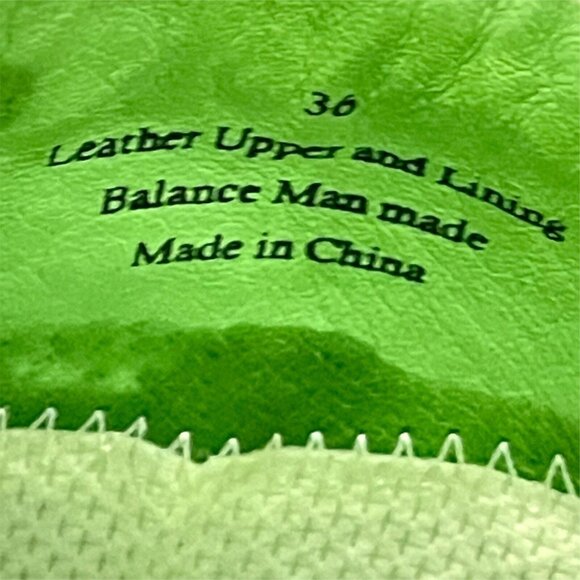 36
Leather Upper and Lining
Balance Man made
Made in China